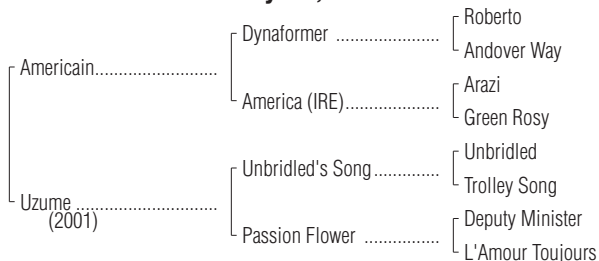 Roberto
Dynaformer ..................
Andover Way
Americain..........................
Arazi
America (IRE)....................
Green Rosy
Unbridled
Unbridled's Song................
Trolley Song
Uzume ........................
(2001)
Deputy Minister
Passion Flower ................
L'Amour Toujours